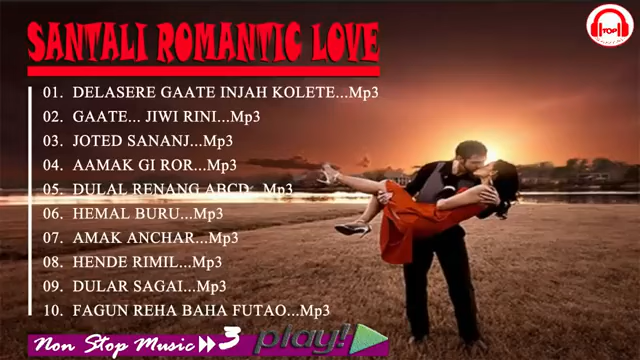 SANTALI ROMANTIC LOVE
TOP
01. DELASERE GAATE INJAH KOLETE...Mp3
02. GAATE... JIWI RINI...Mp3
03. JOTED SANANJ...Mp3
04. AAMAK GI ROR...Mp3
05. DULAL RENANG ABCD...Mp3
06. HEMAL BURU...Mp3
07. AMAK ANCHAR...Mp3
08. HENDE RIMIL...Mp3
09. DULAR SAGAI...Mp3
10. FAGUN REHA BAHA FUTAO...Mp3
Non Stop Music 3 play!